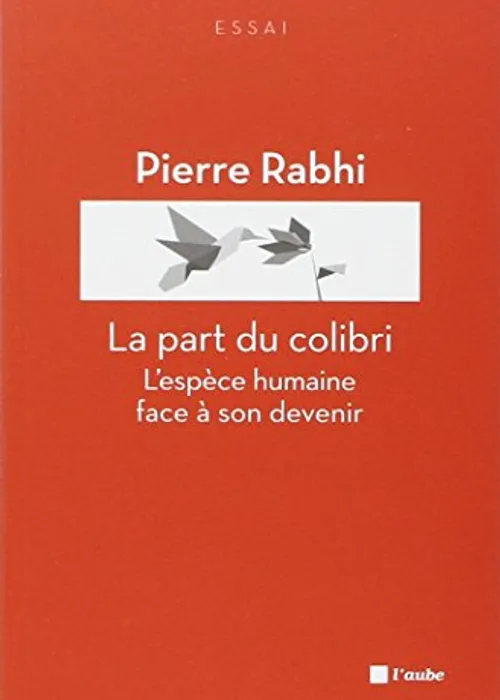 ESSAI
Pierre Rabhi
La part du colibri
L'espèce humaine
face à son devenir
l'aube